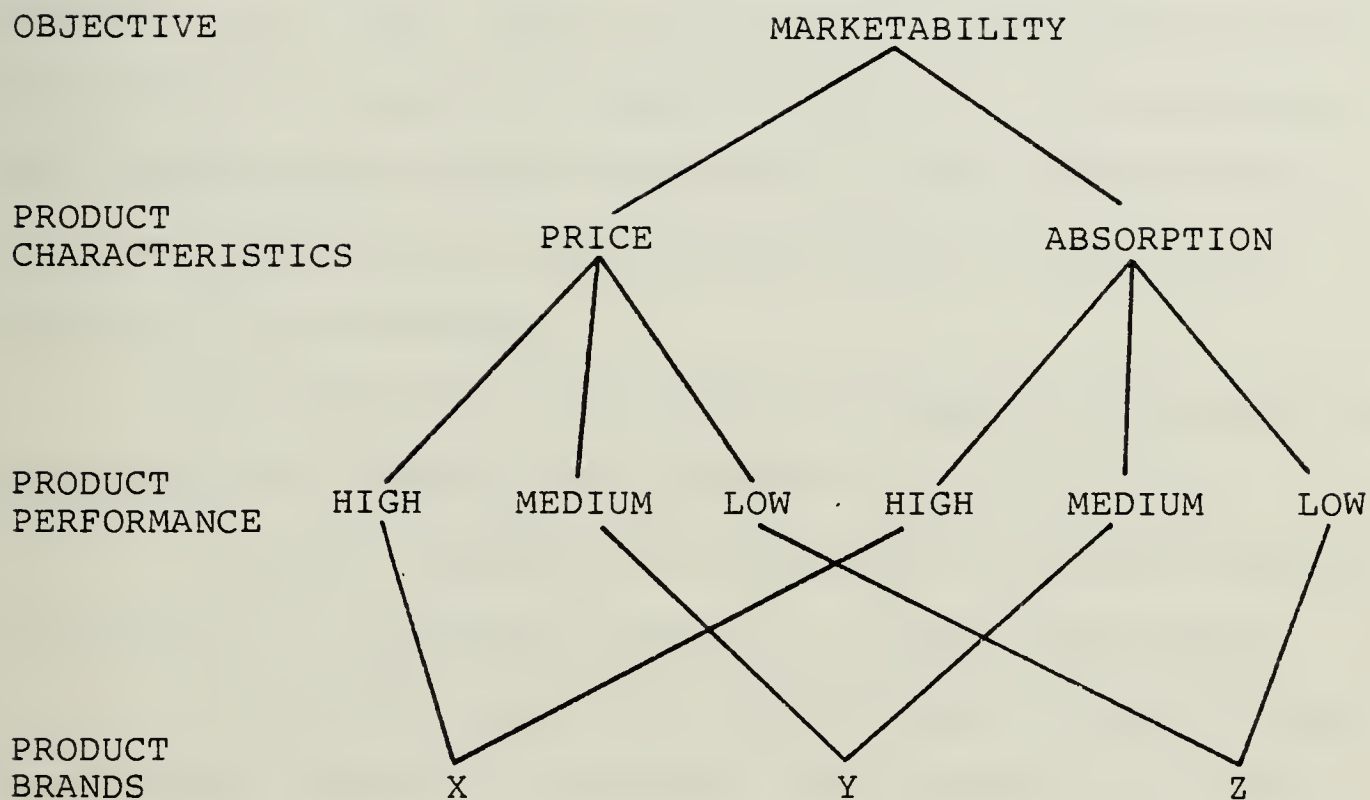 OBJECTIVE MARKETABILITY
PRODUCT
CHARACTERISTICS PRICE ABSORPTION
PRODUCT
PERFORMANCE HIGH MEDIUM LOW HIGH MEDIUM LOW
PRODUCT
BRANDS X Y Z